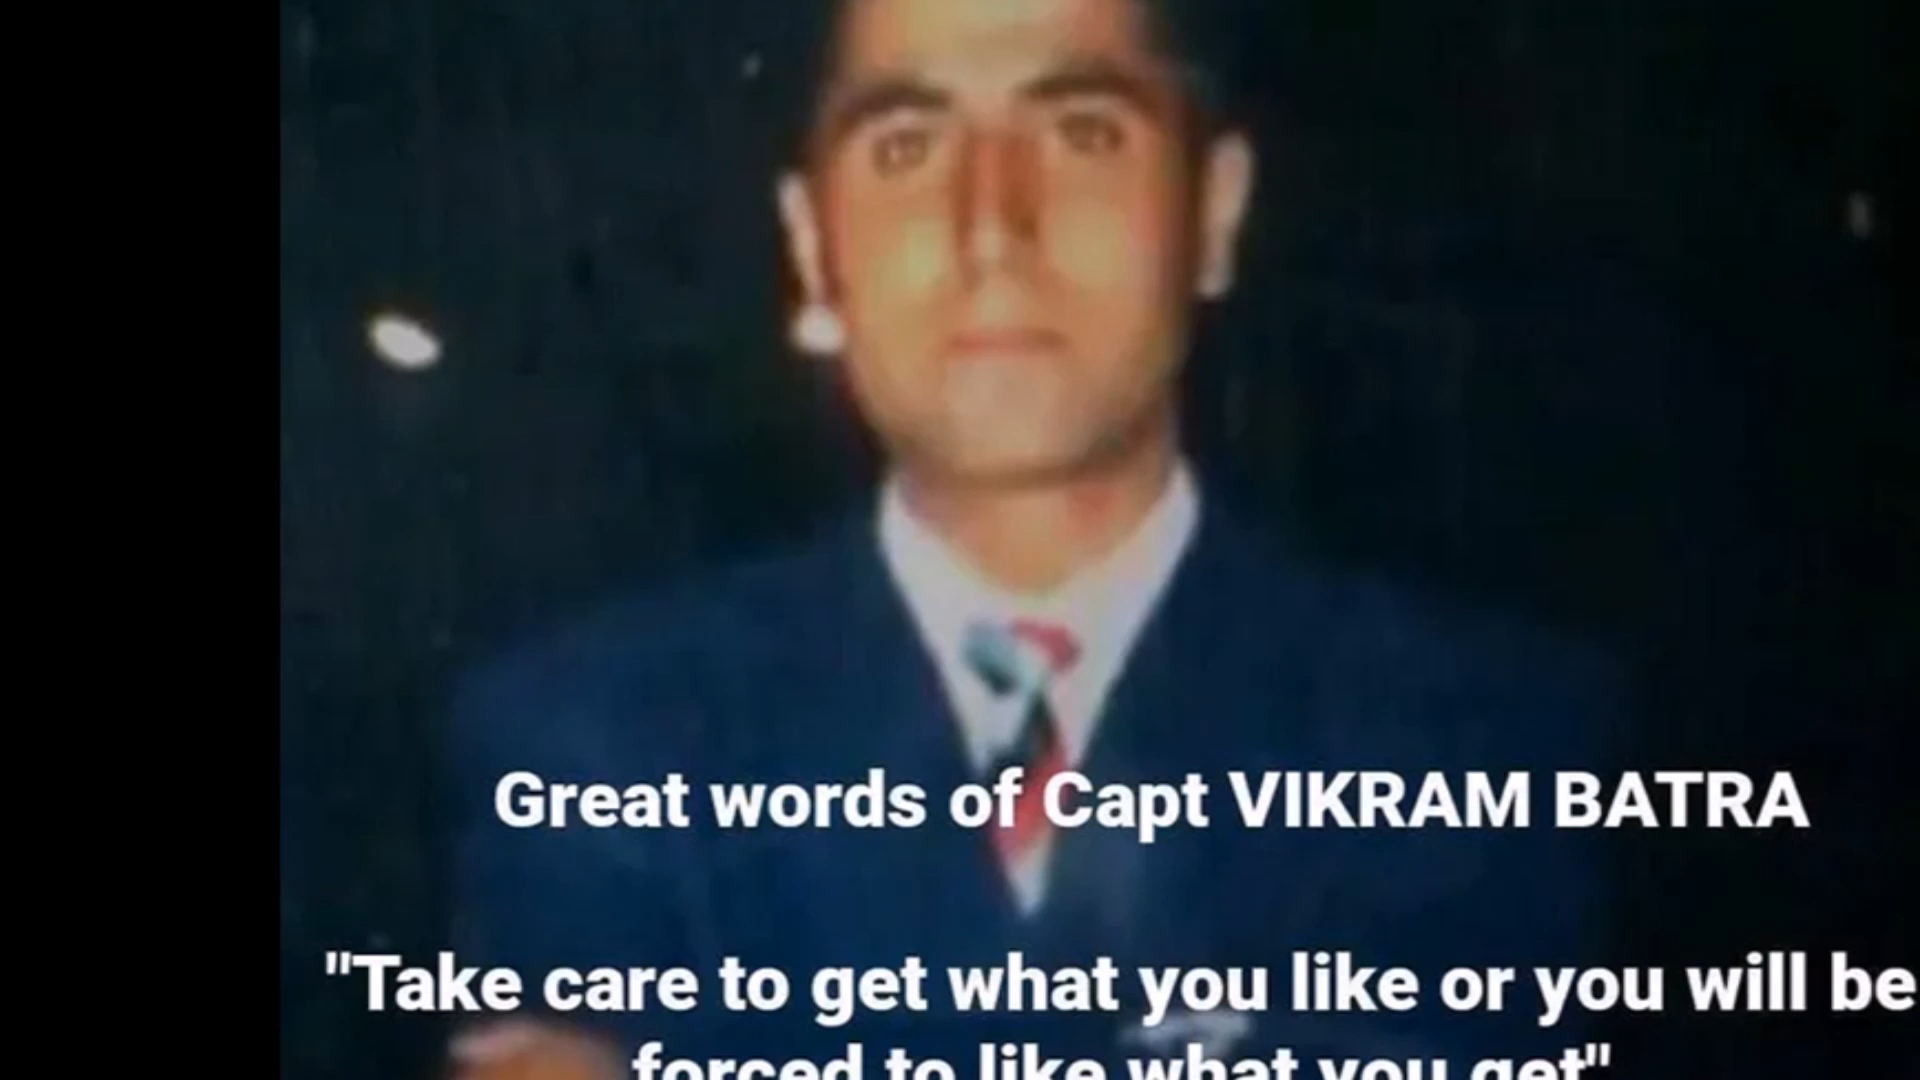 Great words of Capt VIKRAM BATRA
"Take care to get what you like or you will be
forced to like what you get"